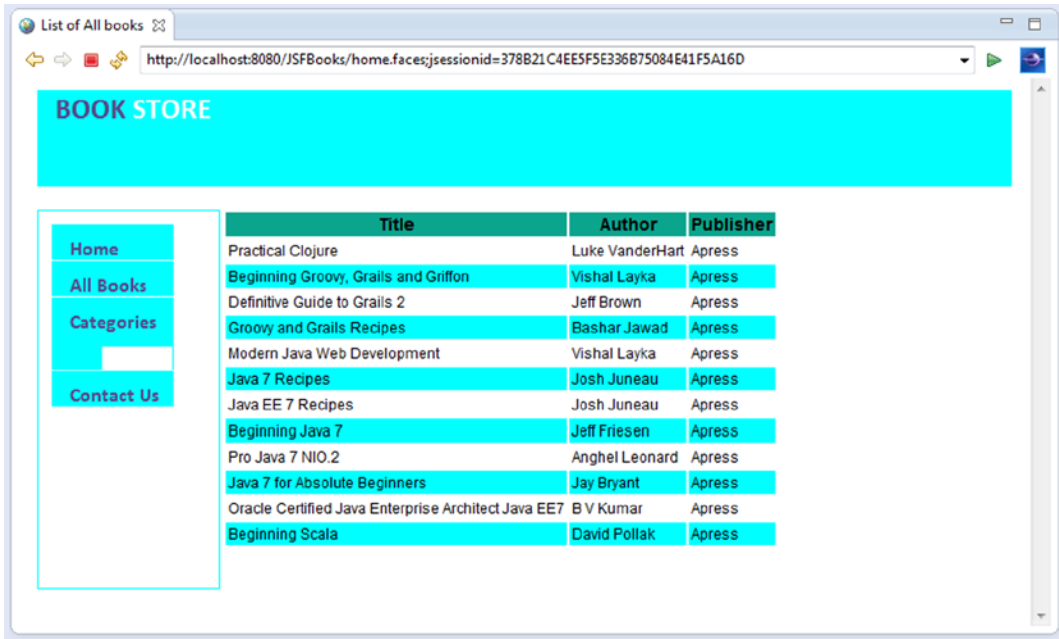 List of All books
http://localhost:8080/JSFBooks/home.faces;jsessionid=378B21C4EE5F5E336B75084E41F5A16D
BOOK STORE
Home
All Books
Categories
Contact Us
Title Author Publisher
Practical Clojure Luke VanderHart Apress
Beginning Groovy, Grails and Griffon Vishal Layka Apress
Definitive Guide to Grails 2 Jeff Brown Apress
Groovy and Grails Recipes Bashar Jawad Apress
Modern Java Web Development Vishal Layka Apress
Java 7 Recipes Josh Juneau Apress
Java EE 7 Recipes Josh Juneau Apress
Beginning Java 7 Jeff Friesen Apress
Pro Java 7 NIO.2 Anghel Leonard Apress
Java 7 for Absolute Beginners Jay Bryant Apress
Oracle Certified Java Enterprise Architect Java EE7 B V Kumar Apress
Beginning Scala David Pollak Apress